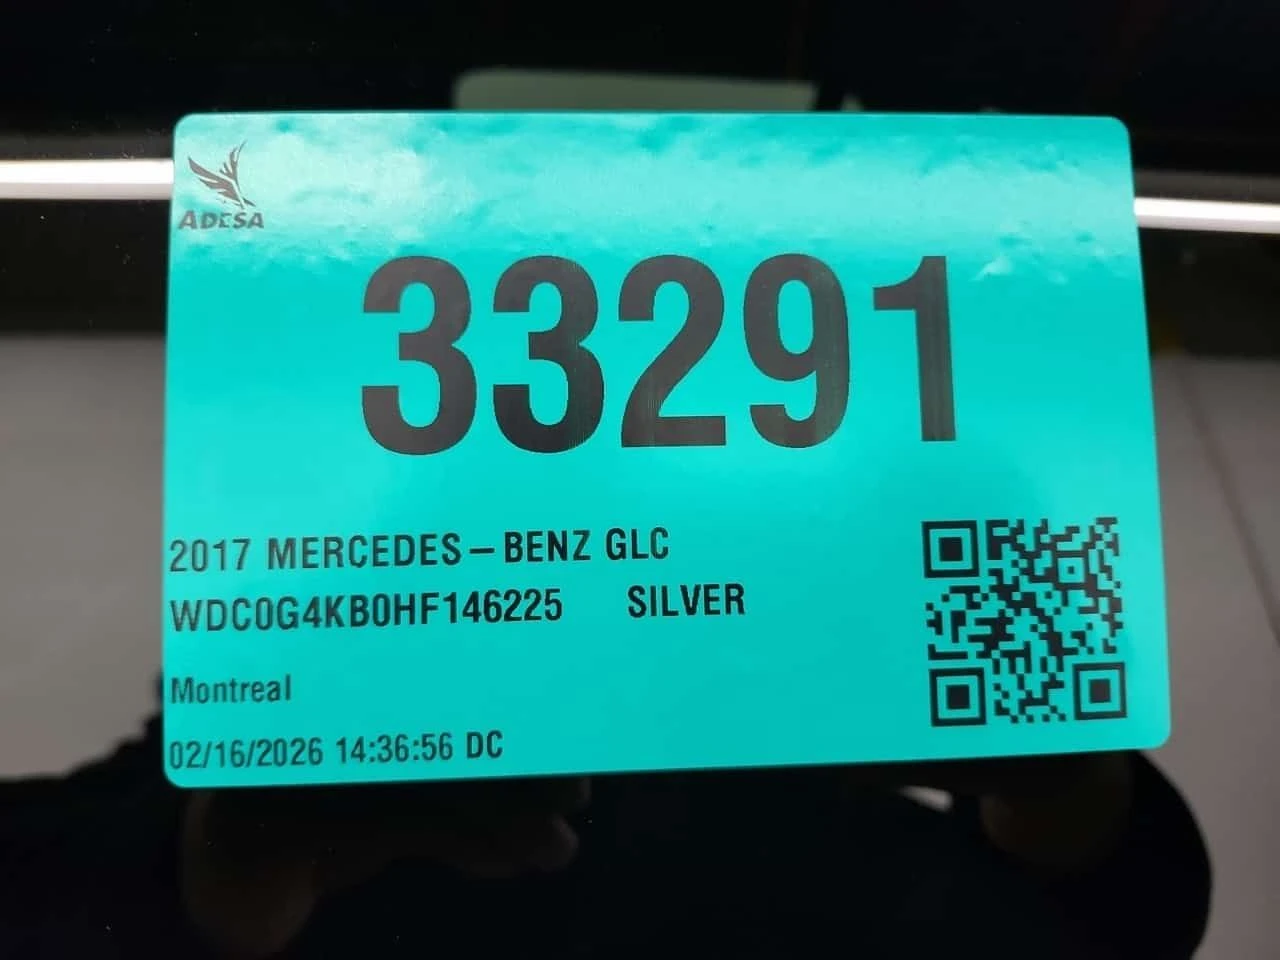 ADESA
33291
2017 MERCEDES-BENZ GLC
WDC0G4KB0HF146225 SILVER
Montreal
02/16/2026 14:36:56 DC